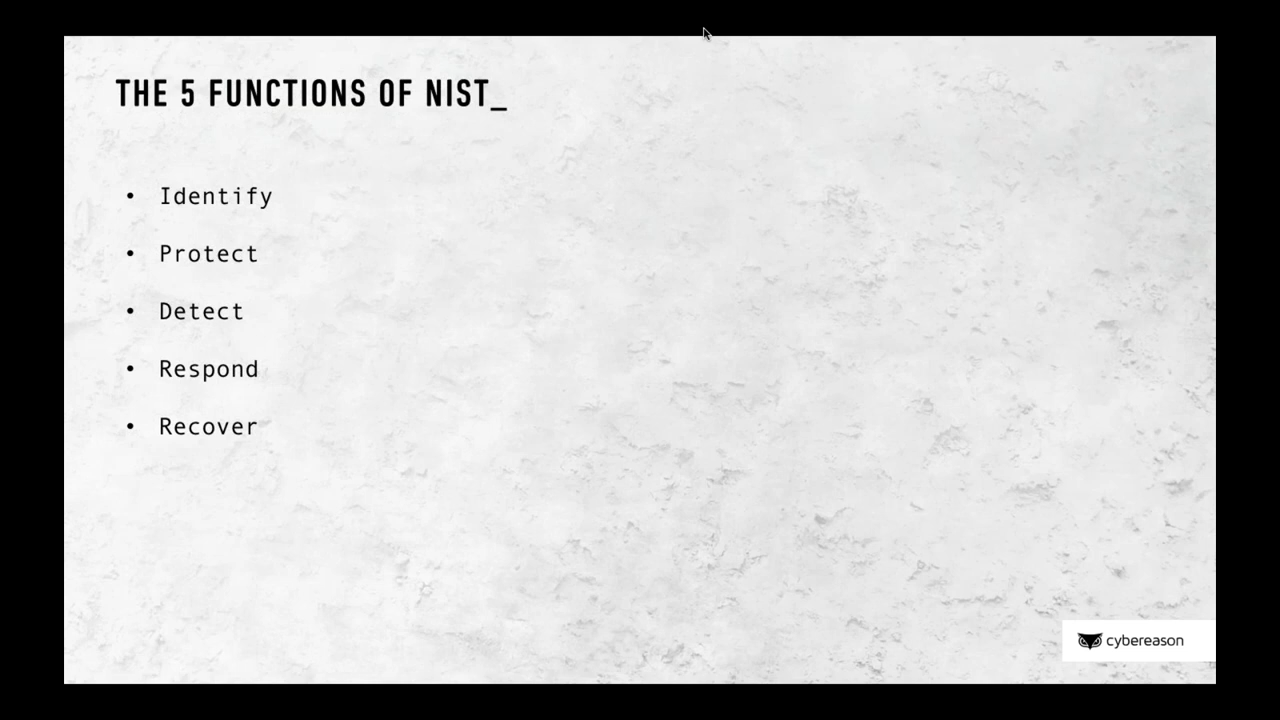 THE 5 FUNCTIONS OF NIST_
• Identify
• Protect
• Detect
• Respond
• Recover
cybereason